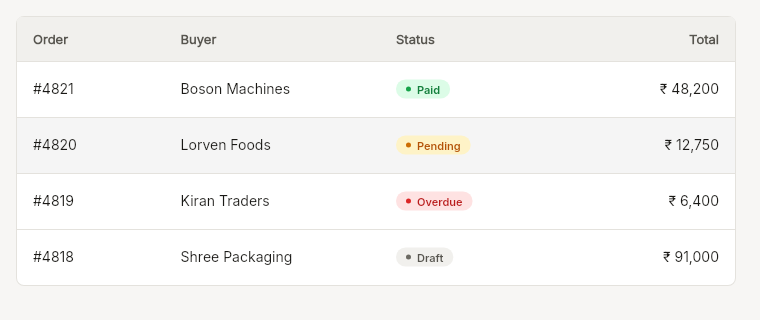 Order Buyer Status Total
#4821 Boson Machines Paid ₹ 48,200
#4820 Lorven Foods Pending ₹ 12,750
#4819 Kiran Traders Overdue ₹ 6,400
#4818 Shree Packaging Draft ₹ 91,000